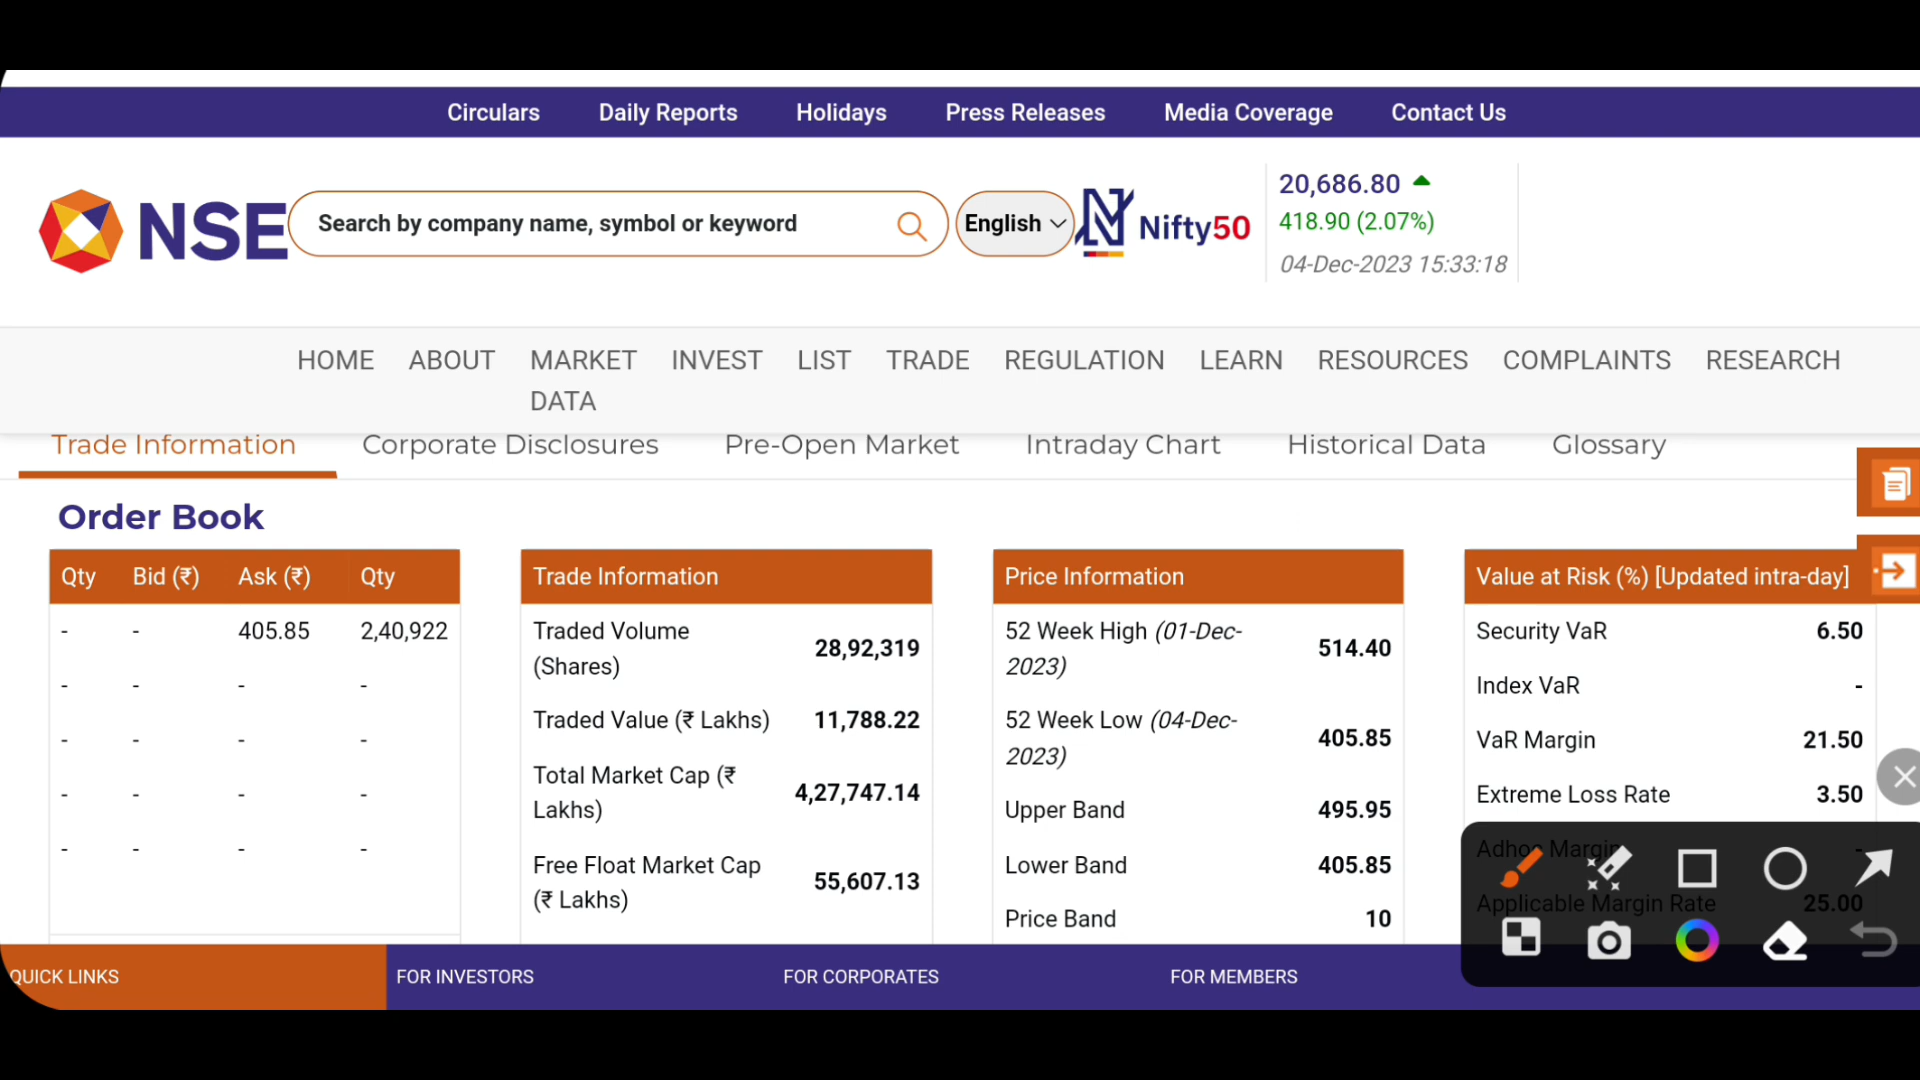 Circulars Daily Reports Holidays Press Releases Media Coverage Contact Us
NSE Search by company name, symbol or keyword English Nifty50
20,686.80
418.90 (2.07%)
04-Dec-2023 15:33:18
HOME ABOUT MARKET DATA INVEST LIST TRADE REGULATION LEARN RESOURCES COMPLAINTS RESEARCH
Trade Information Corporate Disclosures Pre-Open Market Intraday Chart Historical Data Glossary
Order Book
Qty Bid (₹) Ask (₹) Qty
- - 405.85 2,40,922
- - - -
- - - -
- - - -
- - - -
Trade Information
Traded Volume (Shares) 28,92,319
Traded Value (₹ Lakhs) 11,788.22
Total Market Cap (₹ Lakhs) 4,27,747.14
Free Float Market Cap (₹ Lakhs) 55,607.13
Price Information
52 Week High (01-Dec-2023) 514.40
52 Week Low (04-Dec-2023) 405.85
Upper Band 495.95
Lower Band 405.85
Price Band 10
Value at Risk (%) [Updated intra-day]
Security VaR 6.50
Index VaR -
VaR Margin 21.50
Extreme Loss Rate 3.50
Adhoc Margin -
Applicable Margin Rate 25.00
QUICK LINKS FOR INVESTORS FOR CORPORATES FOR MEMBERS